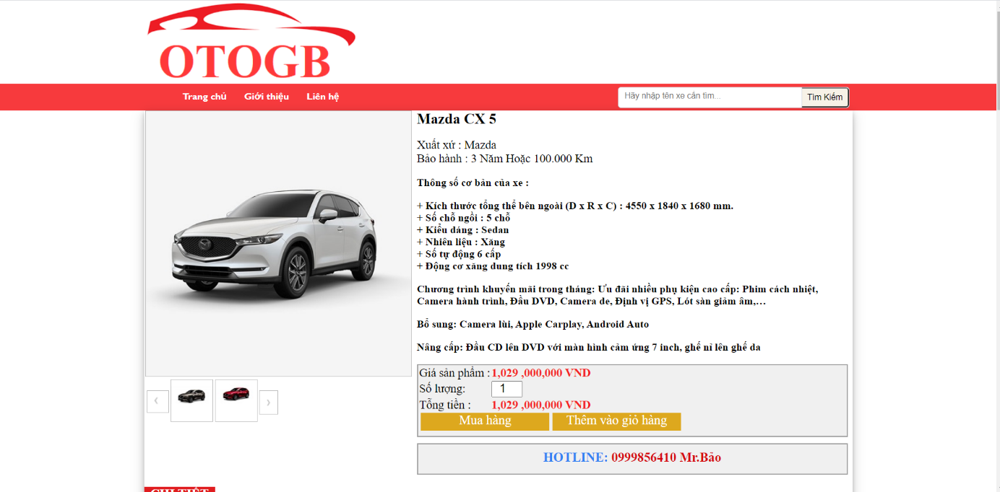 OTOGB
Trang chủ Giới thiệu Liên hệ
Hãy nhập tên xe cần tìm... Tìm Kiếm
Mazda CX 5
Xuất xứ : Mazda
Bảo hành : 3 Năm Hoặc 100.000 Km
Thông số cơ bản của xe :
+ Kích thước tổng thể bên ngoài (D x R x C) : 4550 x 1840 x 1680 mm.
+ Số chỗ ngồi : 5 chỗ
+ Kiểu dáng : Sedan
+ Nhiên liệu : Xăng
+ Số tự động 6 cấp
+ Động cơ xăng dung tích 1998 cc
Chương trình khuyến mãi trong tháng: Ưu đãi nhiều phụ kiện cao cấp: Phim cách nhiệt,
Camera hành trình, Đầu DVD, Camera de, Định vị GPS, Lót sàn giảm âm,…
Bổ sung: Camera lùi, Apple Carplay, Android Auto
Nâng cấp: Đầu CD lên DVD với màn hình cảm ứng 7 inch, ghế nỉ lên ghế da
Giá sản phẩm : 1,029 ,000,000 VND
Số lượng: 1
Tổng tiền : 1,029 ,000,000 VND
Mua hàng Thêm vào giỏ hàng
HOTLINE: 0999856410 Mr.Bảo
CHI TIẾT